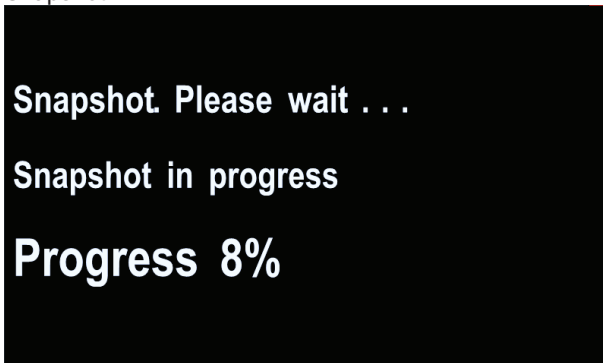 Snapshot. Please wait . . .
Snapshot in progress
Progress 8%